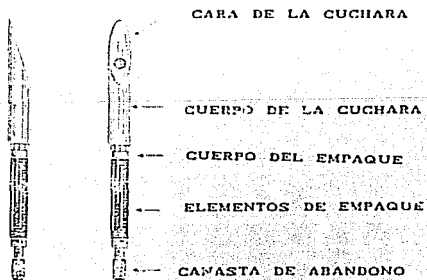 CARA DE LA CUCHARA
CUERPO DE LA CUCHARA
CUERPO DEL EMPAQUE
ELEMENTOS DE EMPAQUE
CANASTA DE ABANDONO